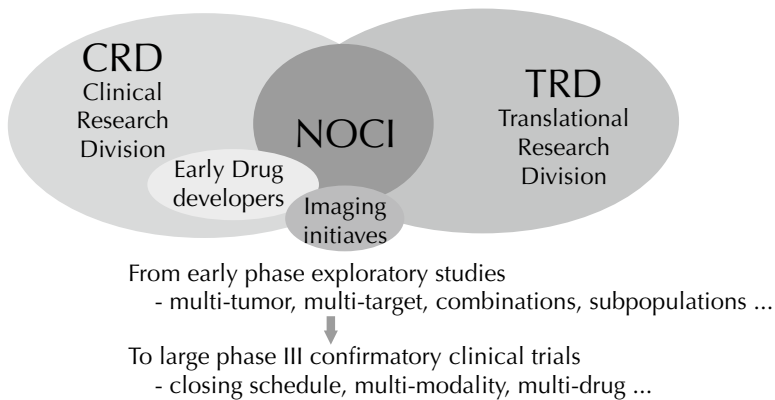 CRD
Clinical
Research
Division
NOCI
TRD
Translational
Research
Division
Early Drug
developers
Imaging
initiaves
From early phase exploratory studies
- multi-tumor, multi-target, combinations, subpopulations ...
To large phase III confirmatory clinical trials
- closing schedule, multi-modality, multi-drug ...